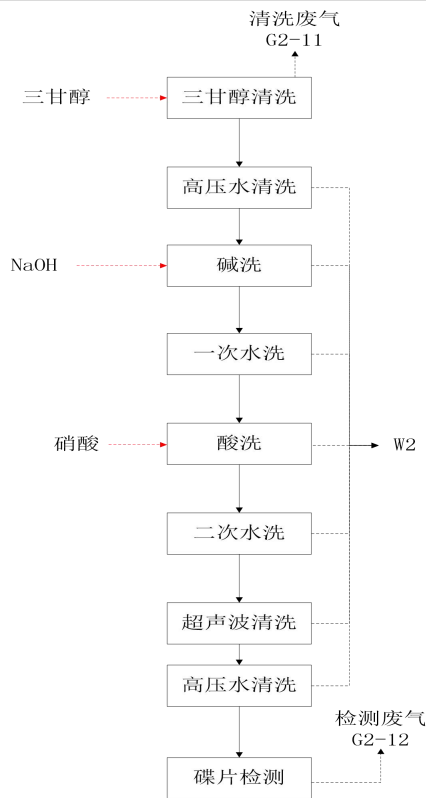 清洗废气
G2-11
三甘醇
三甘醇清洗
高压水清洗
NaOH
碱洗
一次水洗
硝酸
酸洗
W2
二次水洗
超声波清洗
高压水清洗
检测废气
G2-12
碟片检测